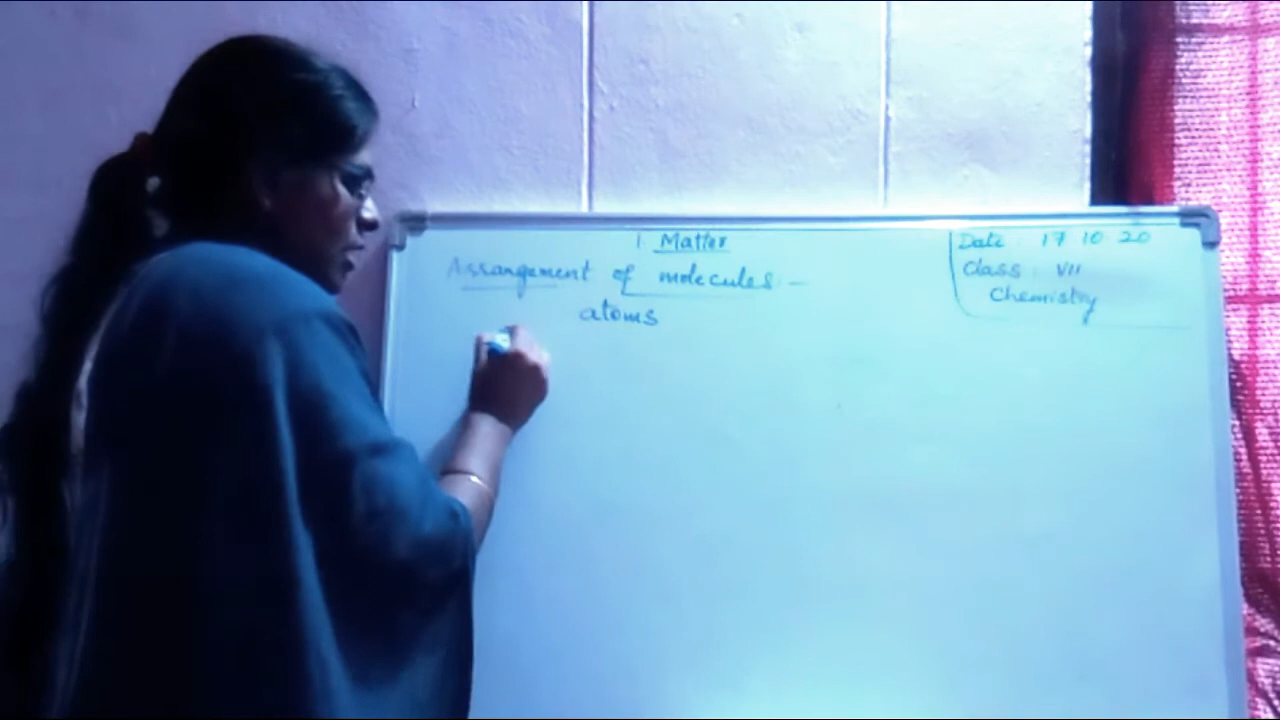 1. Matter
Arrangement of molecules :-
atoms
Date 17 10 20
Class VII
Chemistry